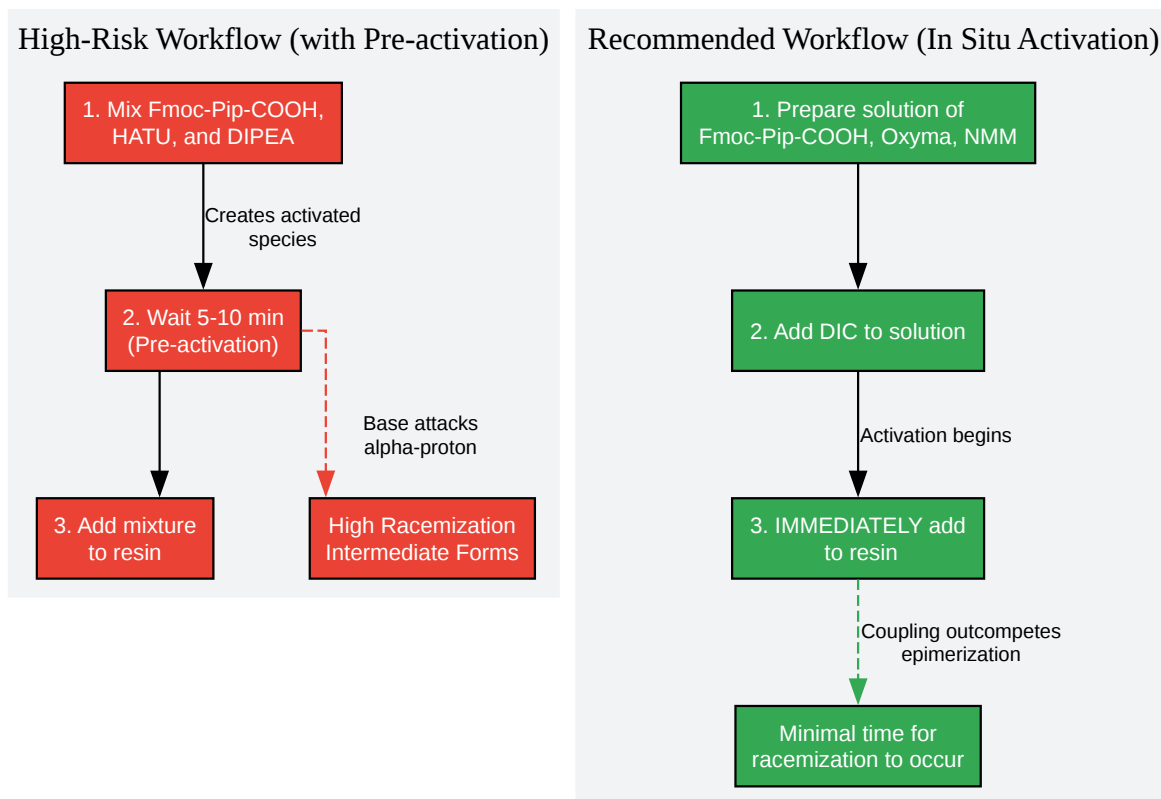 High-Risk Workflow (with Pre-activation)
1. Mix Fmoc-Pip-COOH,
HATU, and DIPEA
Creates activated
species
2. Wait 5-10 min
(Pre-activation)
Base attacks
alpha-proton
3. Add mixture
to resin
High Racemization
Intermediate Forms
Recommended Workflow (In Situ Activation)
1. Prepare solution of
Fmoc-Pip-COOH, Oxyma, NMM
2. Add DIC to solution
Activation begins
3. IMMEDIATELY add
to resin
Coupling outcompetes
epimerization
Minimal time for
racemization to occur